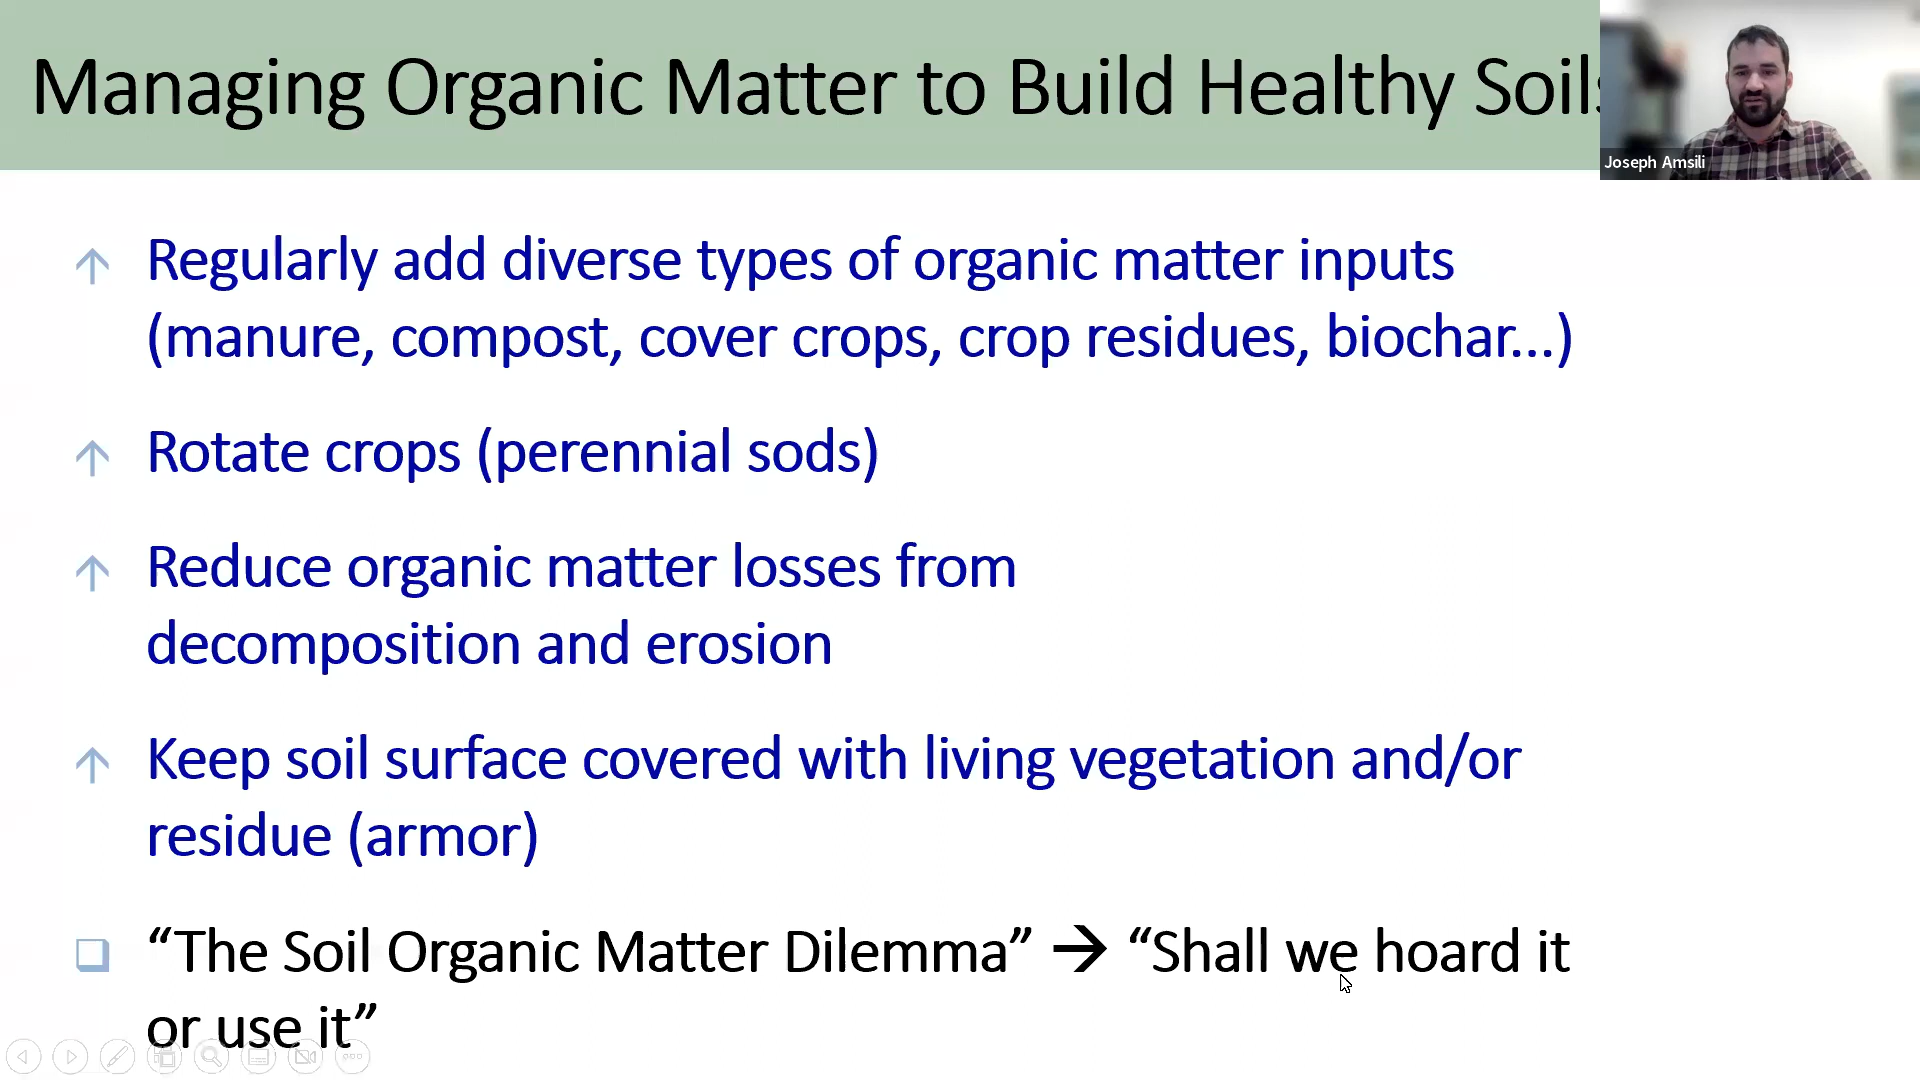 Managing Organic Matter to Build Healthy Soils
Joseph Amsili
Regularly add diverse types of organic matter inputs
(manure, compost, cover crops, crop residues, biochar...)
Rotate crops (perennial sods)
Reduce organic matter losses from
decomposition and erosion
Keep soil surface covered with living vegetation and/or
residue (armor)
“The Soil Organic Matter Dilemma” → “Shall we hoard it
or use it”